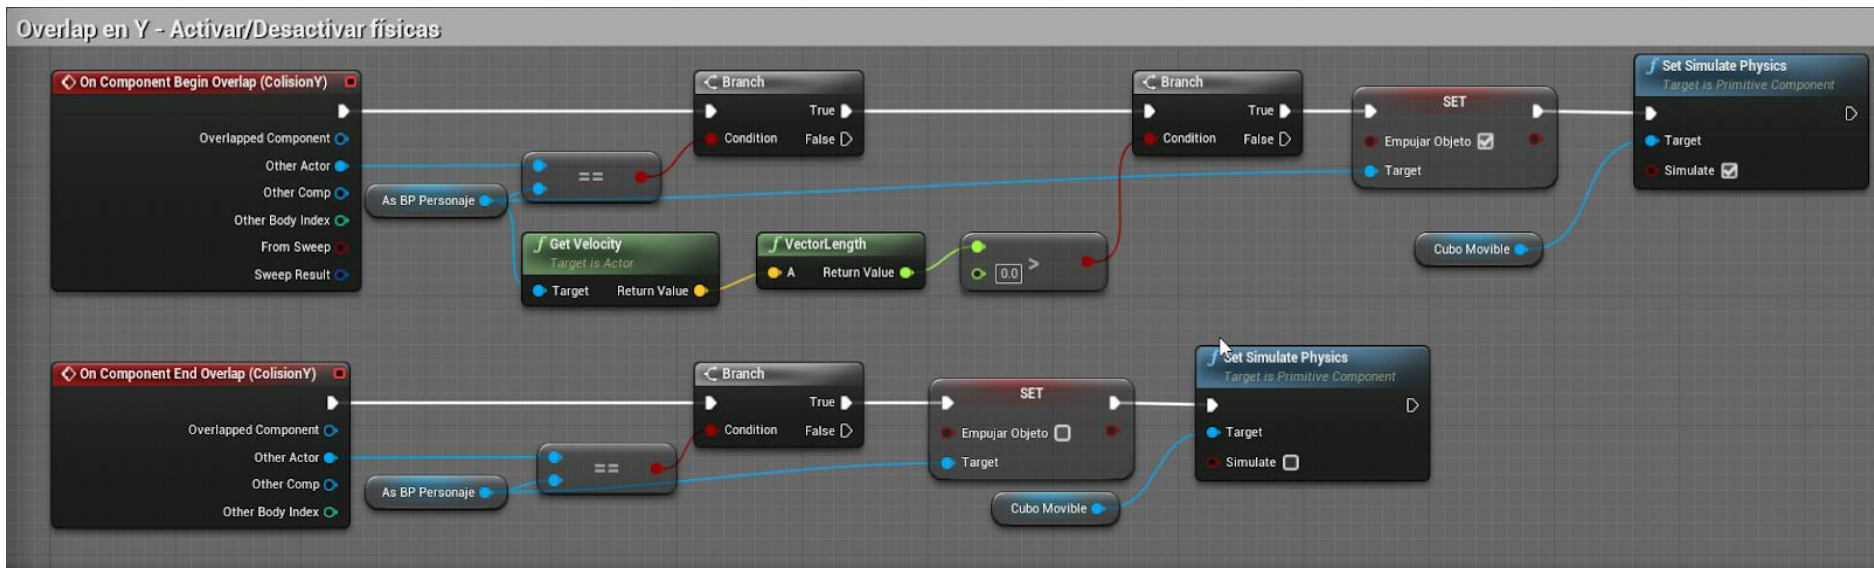 Overlap en Y - Activar/Desactivar físicas
On Component Begin Overlap (ColisionY)
Overlapped Component
Other Actor
Other Comp
Other Body Index
From Sweep
Sweep Result
As BP Personaje
==
Branch
Condition
True
False
f Get Velocity
Target is Actor
Target
Return Value
f VectorLength
A
Return Value
0.0
>
Branch
Condition
True
False
SET
Empujar Objeto
Target
Cubo Movible
f Set Simulate Physics
Target is Primitive Component
Target
Simulate
On Component End Overlap (ColisionY)
Overlapped Component
Other Actor
Other Comp
Other Body Index
As BP Personaje
==
Branch
Condition
True
False
SET
Empujar Objeto
Target
Cubo Movible
f Set Simulate Physics
Target is Primitive Component
Target
Simulate